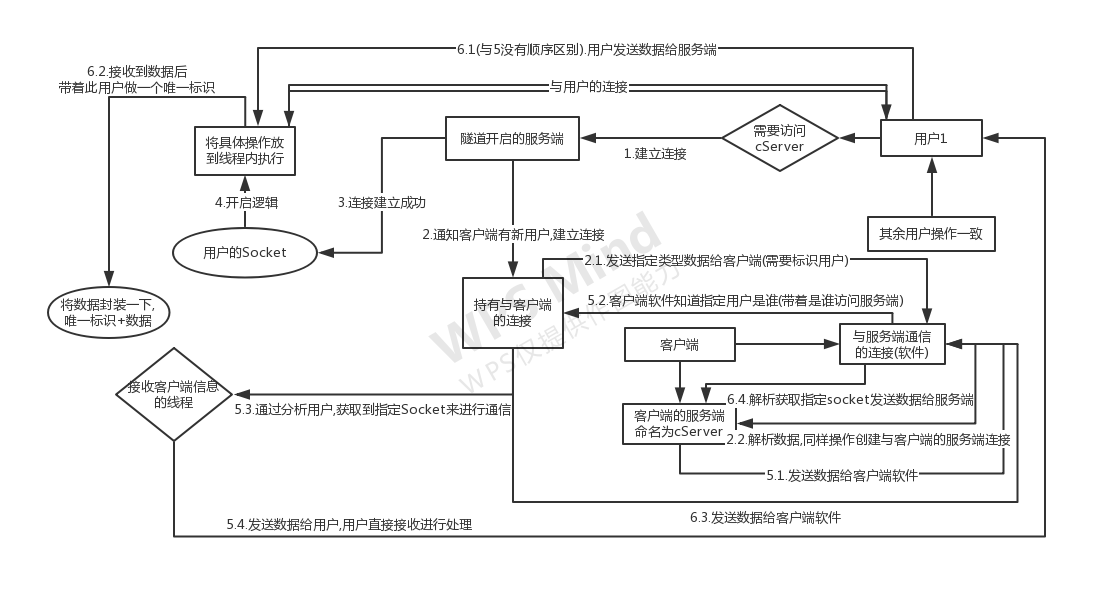 6.1(与5没有顺序区别).用户发送数据给服务端
6.2.接收到数据后
带着此用户做一个唯一标识
与用户的连接
将具体操作放
到线程内执行
隧道开启的服务端
需要访问
cServer
用户1
1.建立连接
4.开启逻辑
3.连接建立成功
用户的Socket
2.通知客户端有新用户,建立连接
其余用户操作一致
2.1.发送指定类型数据给客户端(需要标识用户)
将数据封装一下,
唯一标识+数据
持有与客户端
的连接
5.2.客户端软件知道指定用户是谁(带着是谁访问服务端)
客户端
与服务端通信
的连接(软件)
接收客户端信息
的线程
5.3.通过分析用户,获取到指定Socket来进行通信
6.4.解析获取指定socket发送数据给服务端
客户端的服务端
命名为cServer
2.2.解析数据,同样操作创建与客户端的服务端连接
5.1.发送数据给客户端软件
6.3.发送数据给客户端软件
5.4.发送数据给用户,用户直接接收进行处理
WPS Mind
WPS仅提供作图能力